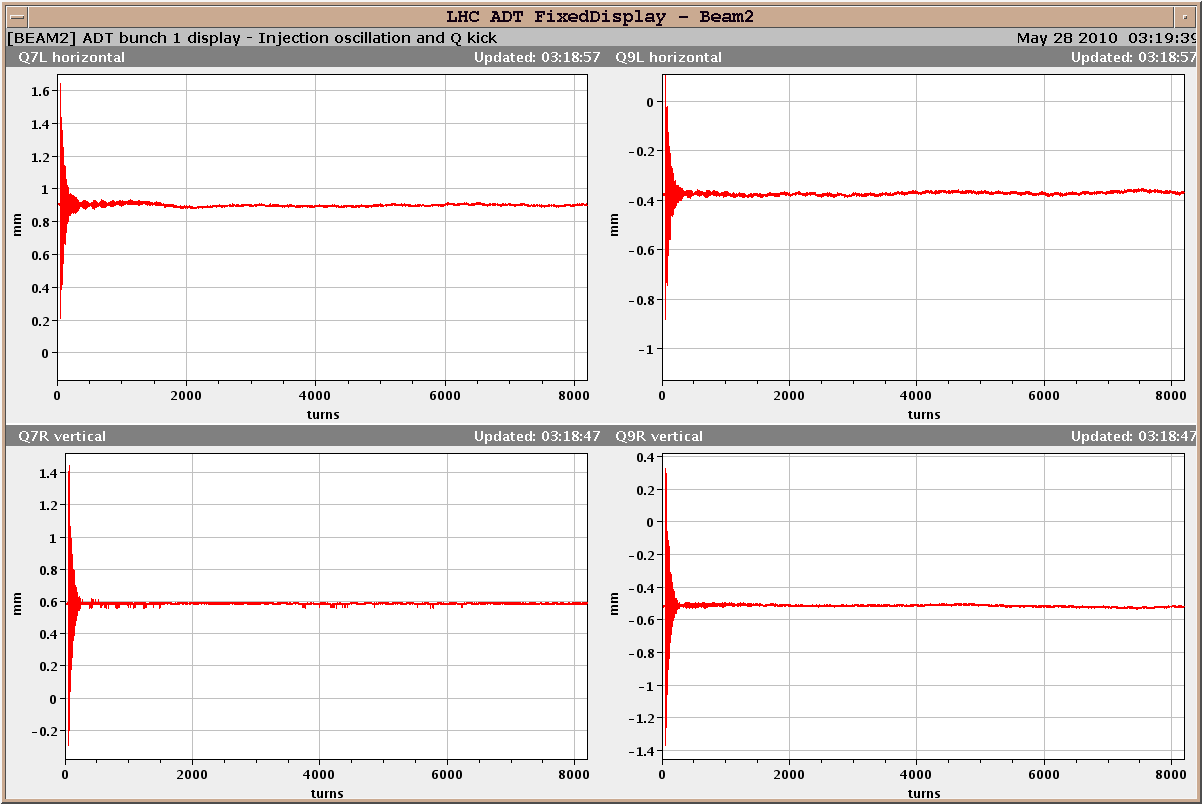 LHC ADT FixedDisplay - Beam2
[BEAM2] ADT bunch 1 display - Injection oscillation and Q kick May 28 2010 03:19:39
Q7L horizontal Updated: 03:18:57 Q9L horizontal Updated: 03:18:57
1.6
1.4
1.2
1
0.8
0.6
0.4
0.2
0
mm
0 2000 4000 6000 8000
turns
0
-0.2
-0.4
-0.6
-0.8
-1
mm
0 2000 4000 6000 8000
turns
Q7R vertical Updated: 03:18:47 Q9R vertical Updated: 03:18:47
1.4
1.2
1
0.8
0.6
0.4
0.2
0
-0.2
mm
0 2000 4000 6000 8000
turns
0.4
0.2
0
-0.2
-0.4
-0.6
-0.8
-1
-1.2
-1.4
mm
0 2000 4000 6000 8000
turns